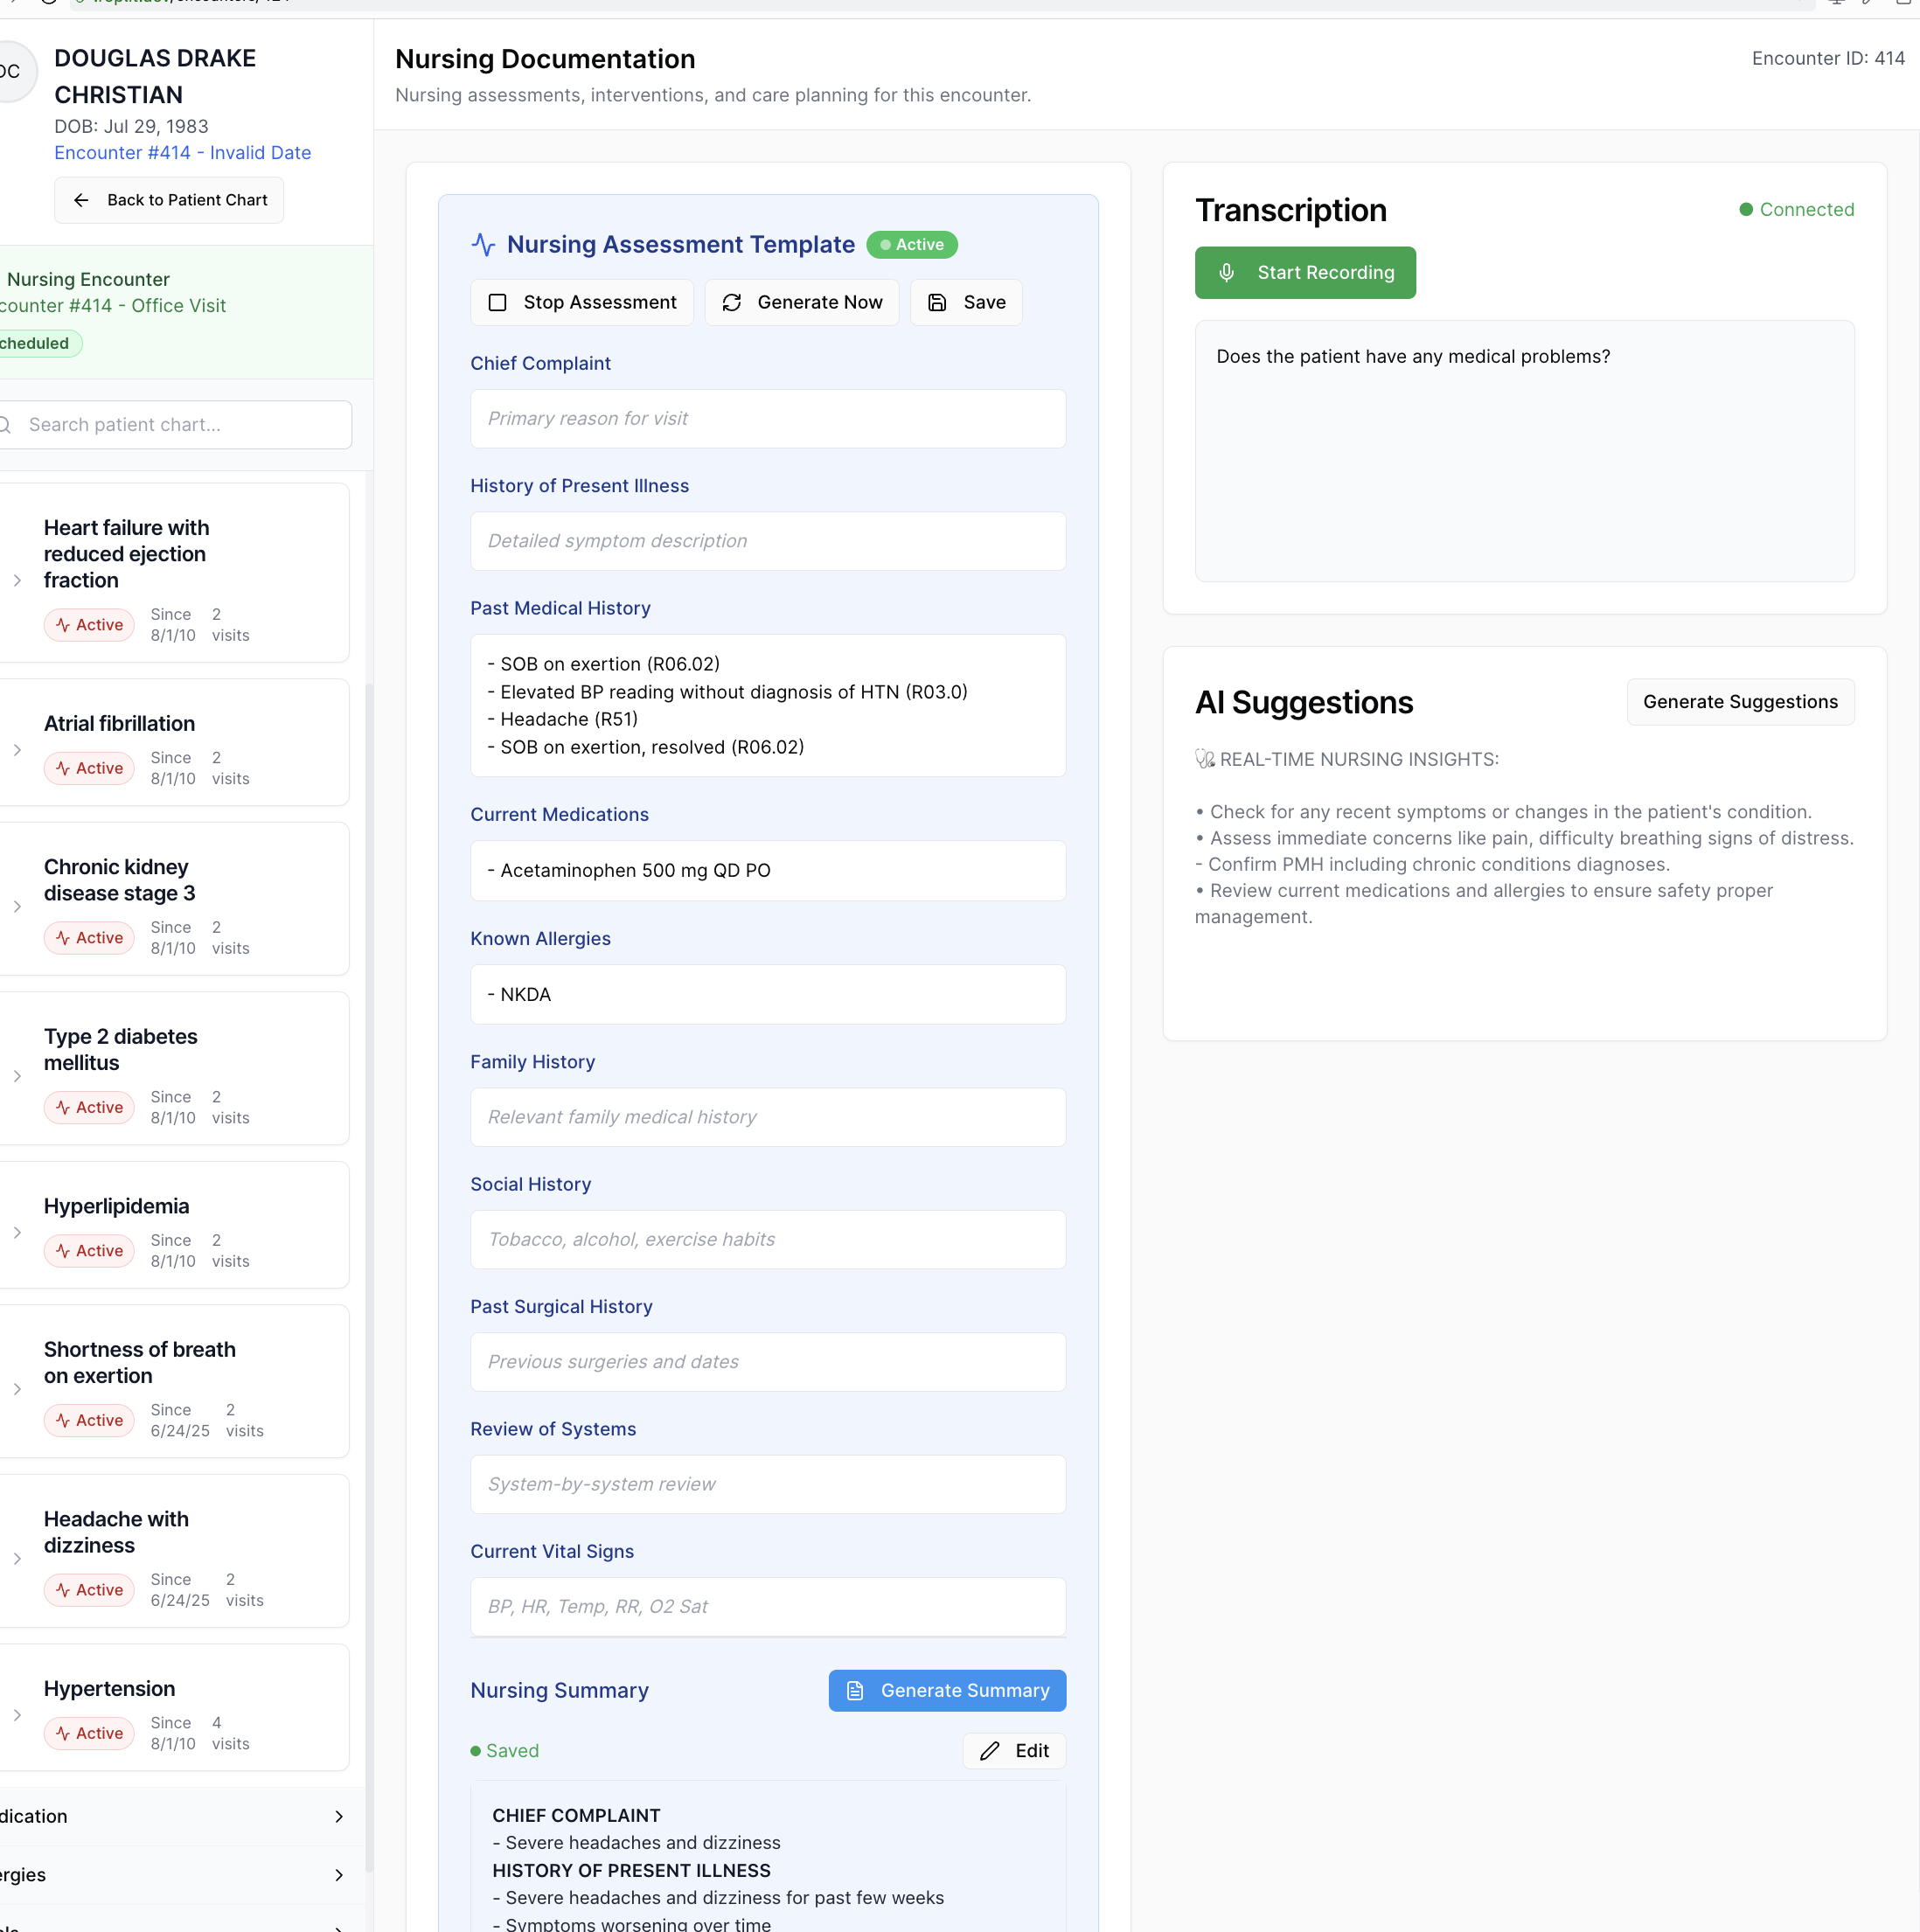 DC
DOUGLAS DRAKE
CHRISTIAN
DOB: Jul 29, 1983
Encounter #414 - Invalid Date
Back to Patient Chart
Nursing Encounter
counter #414 - Office Visit
cheduled
Search patient chart...
Heart failure with
reduced ejection
fraction
Active
Since 2
8/1/10 visits
Atrial fibrillation
Active
Since 2
8/1/10 visits
Chronic kidney
disease stage 3
Active
Since 2
8/1/10 visits
Type 2 diabetes
mellitus
Active
Since 2
8/1/10 visits
Hyperlipidemia
Active
Since 2
8/1/10 visits
Shortness of breath
on exertion
Active
Since 2
6/24/25 visits
Headache with
dizziness
Active
Since 2
6/24/25 visits
Hypertension
Active
Since 4
8/1/10 visits
dication
ergies
Nursing Documentation
Encounter ID: 414
Nursing assessments, interventions, and care planning for this encounter.
Nursing Assessment Template
Active
Stop Assessment
Generate Now
Save
Chief Complaint
Primary reason for visit
History of Present Illness
Detailed symptom description
Past Medical History
- SOB on exertion (R06.02)
- Elevated BP reading without diagnosis of HTN (R03.0)
- Headache (R51)
- SOB on exertion, resolved (R06.02)
Current Medications
- Acetaminophen 500 mg QD PO
Known Allergies
- NKDA
Family History
Relevant family medical history
Social History
Tobacco, alcohol, exercise habits
Past Surgical History
Previous surgeries and dates
Review of Systems
System-by-system review
Current Vital Signs
BP, HR, Temp, RR, O2 Sat
Nursing Summary
Generate Summary
Saved
Edit
CHIEF COMPLAINT
- Severe headaches and dizziness
HISTORY OF PRESENT ILLNESS
- Severe headaches and dizziness for past few weeks
- Symptoms worsening over time
Transcription
Connected
Start Recording
Does the patient have any medical problems?
AI Suggestions
Generate Suggestions
REAL-TIME NURSING INSIGHTS:
• Check for any recent symptoms or changes in the patient's condition.
• Assess immediate concerns like pain, difficulty breathing signs of distress.
- Confirm PMH including chronic conditions diagnoses.
• Review current medications and allergies to ensure safety proper
management.